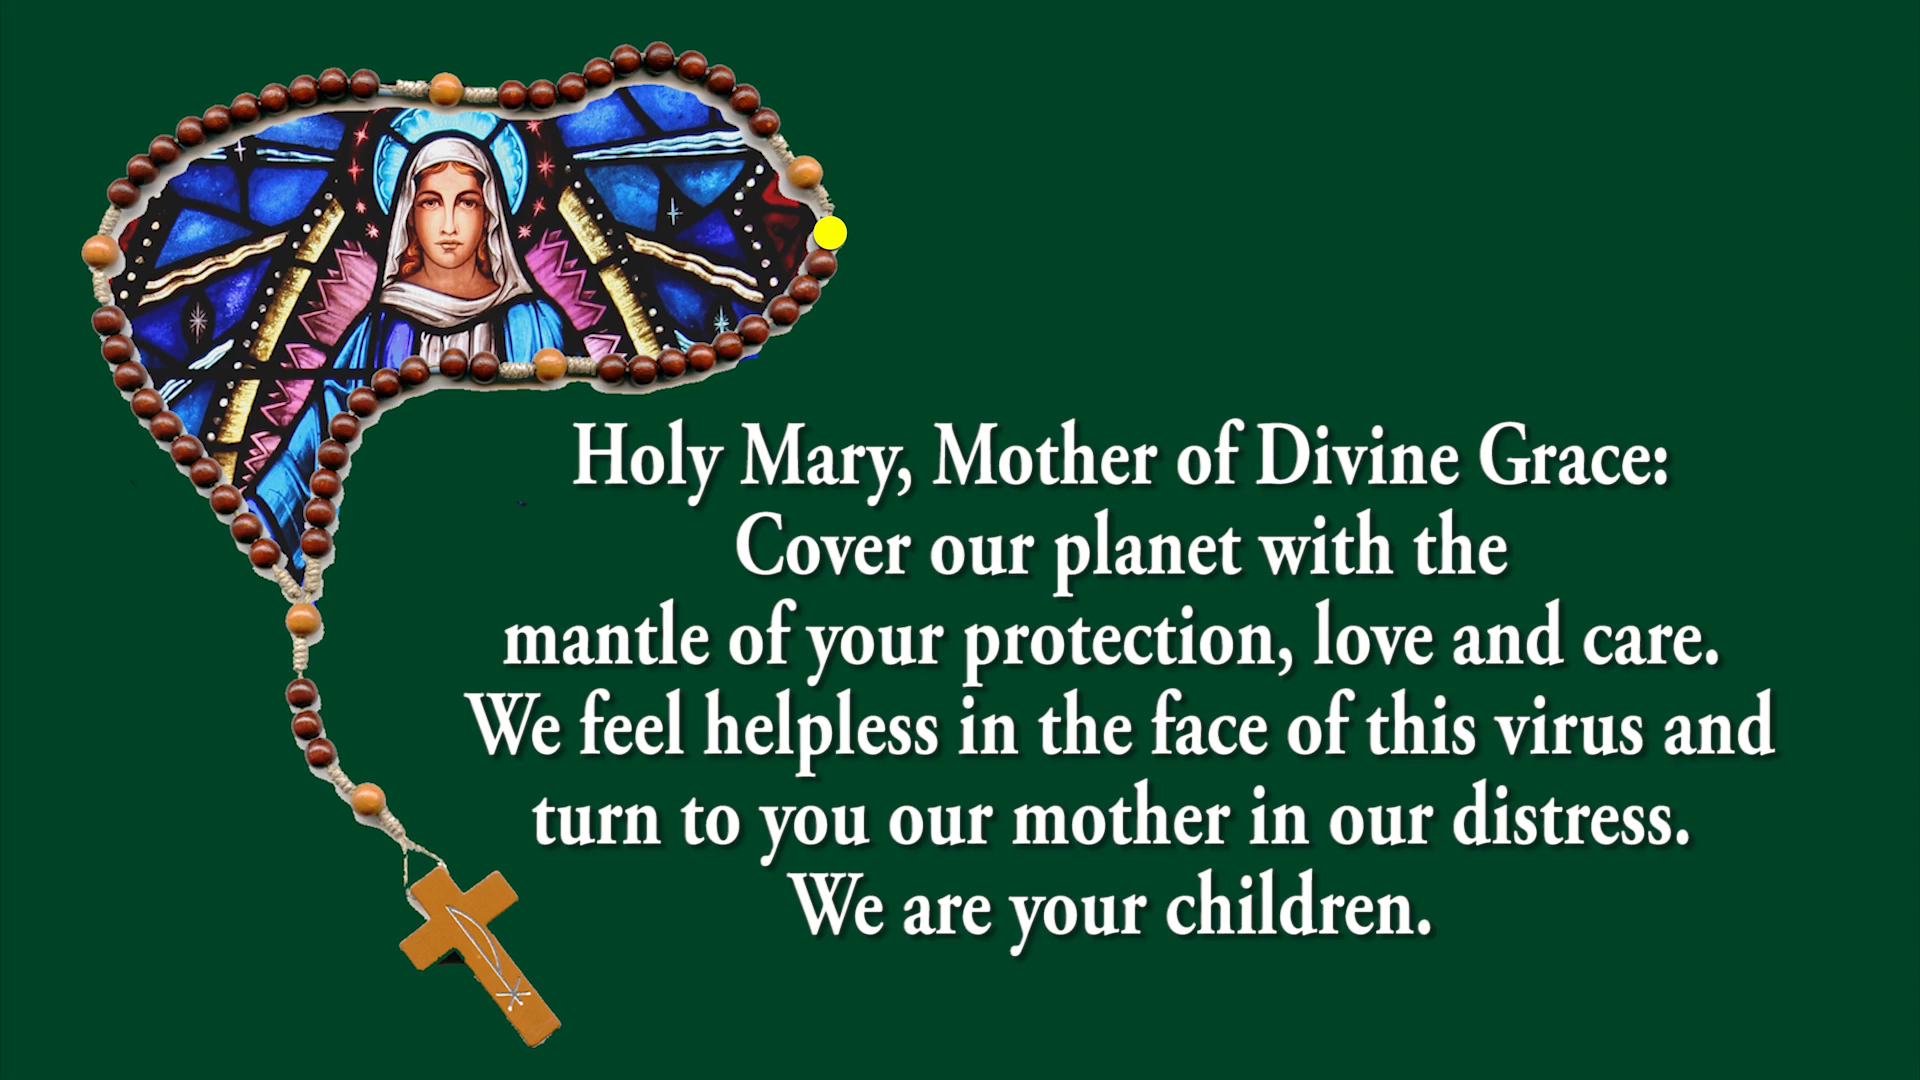 Holy Mary, Mother of Divine Grace:
Cover our planet with the
mantle of your protection, love and care.
We feel helpless in the face of this virus and
turn to you our mother in our distress.
We are your children.